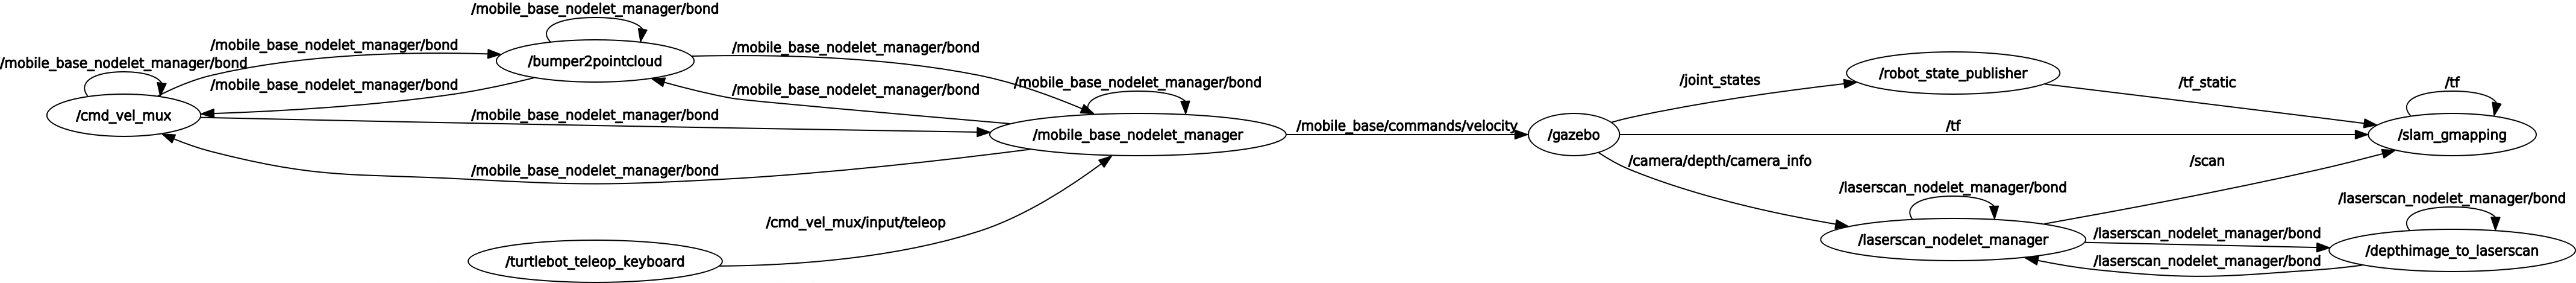 /mobile_base_nodelet_manager/bond
/mobile_base_nodelet_manager/bond
/mobile_base_nodelet_manager/bond
/mobile_base_nodelet_manager/bond
/bumper2pointcloud
/mobile_base_nodelet_manager/bond
/mobile_base_nodelet_manager/bond
/mobile_base_nodelet_manager/bond
/mobile_base_nodelet_manager/bond
/cmd_vel_mux
/mobile_base_nodelet_manager/bond
/mobile_base_nodelet_manager
/mobile_base_nodelet_manager/bond
/cmd_vel_mux/input/teleop
/turtlebot_teleop_keyboard
/mobile_base/commands/velocity
/gazebo
/joint_states
/robot_state_publisher
/tf_static
/tf
/tf
/slam_gmapping
/camera/depth/camera_info
/scan
/laserscan_nodelet_manager/bond
/laserscan_nodelet_manager
/laserscan_nodelet_manager/bond
/laserscan_nodelet_manager/bond
/depthimage_to_laserscan
/laserscan_nodelet_manager/bond